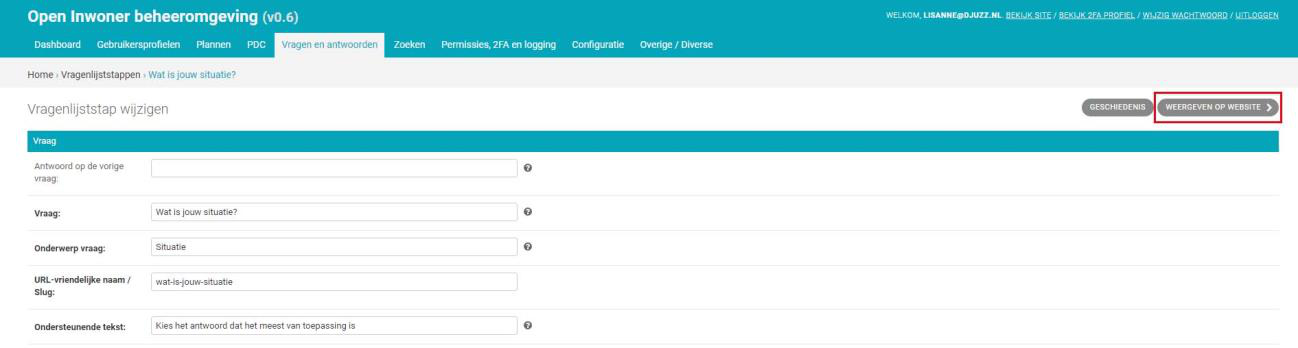 Open Inwoner beheeromgeving (v0.6)
WELKOM, LISANNE@DJUZZ.NL. BEKIJK SITE / BEKIJK 2FA PROFIEL / WIJZIG WACHTWOORD / UITLOGGEN
Dashboard Gebruikersprofielen Plannen PDC Vragen en antwoorden Zoeken Permissies, 2FA en logging Configuratie Overige / Diverse
Home › Vragenlijststappen › Wat is jouw situatie?
Vragenlijststap wijzigen
GESCHIEDENIS WEERGEVEN OP WEBSITE
Vraag
Antwoord op de vorige
vraag:
Vraag: Wat is jouw situatie?
Onderwerp vraag: Situatie
URL-vriendelijke naam /
Slug: wat-is-jouw-situatie
Ondersteunende tekst: Kies het antwoord dat het meest van toepassing is